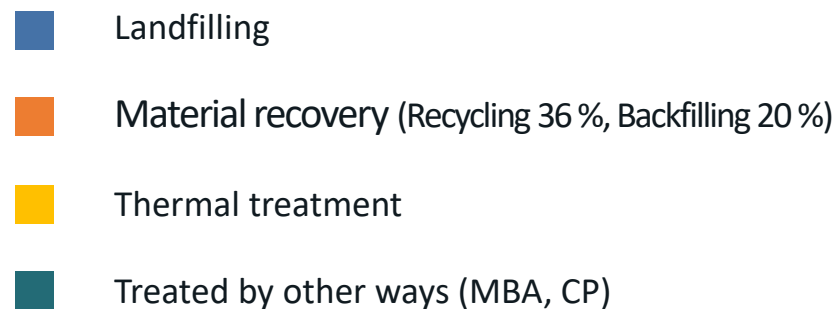 Landfilling
Material recovery (Recycling 36 %, Backfilling 20 %)
Thermal treatment
Treated by other ways (MBA, CP)